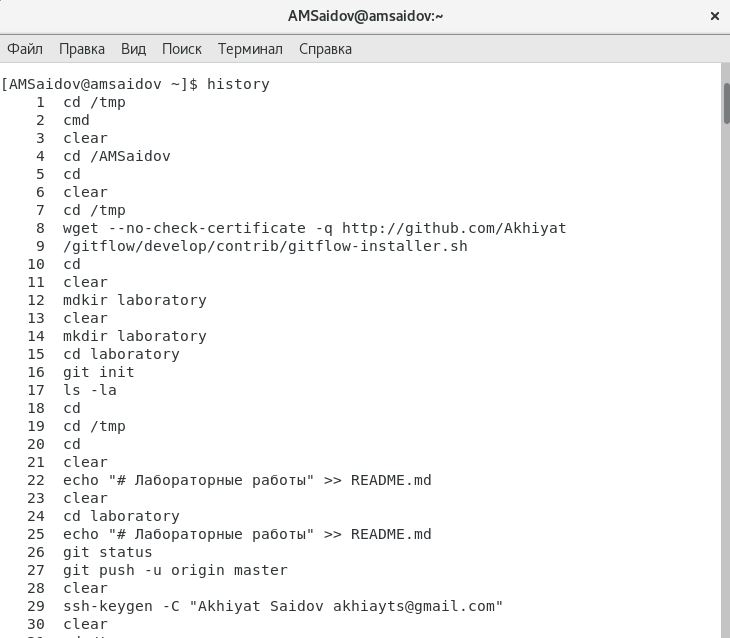 AMSaidov@amsaidov:~
Файл Правка Вид Поиск Терминал Справка
[AMSaidov@amsaidov ~]$ history
1 cd /tmp
2 cmd
3 clear
4 cd /AMSaidov
5 cd
6 clear
7 cd /tmp
8 wget --no-check-certificate -q http://github.com/Akhiyat
9 /gitflow/develop/contrib/gitflow-installer.sh
10 cd
11 clear
12 mdkir laboratory
13 clear
14 mkdir laboratory
15 cd laboratory
16 git init
17 ls -la
18 cd
19 cd /tmp
20 cd
21 clear
22 echo "# Лабораторные работы" >> README.md
23 clear
24 cd laboratory
25 echo "# Лабораторные работы" >> README.md
26 git status
27 git push -u origin master
28 clear
29 ssh-keygen -C "Akhiyat Saidov akhiayts@gmail.com"
30 clear